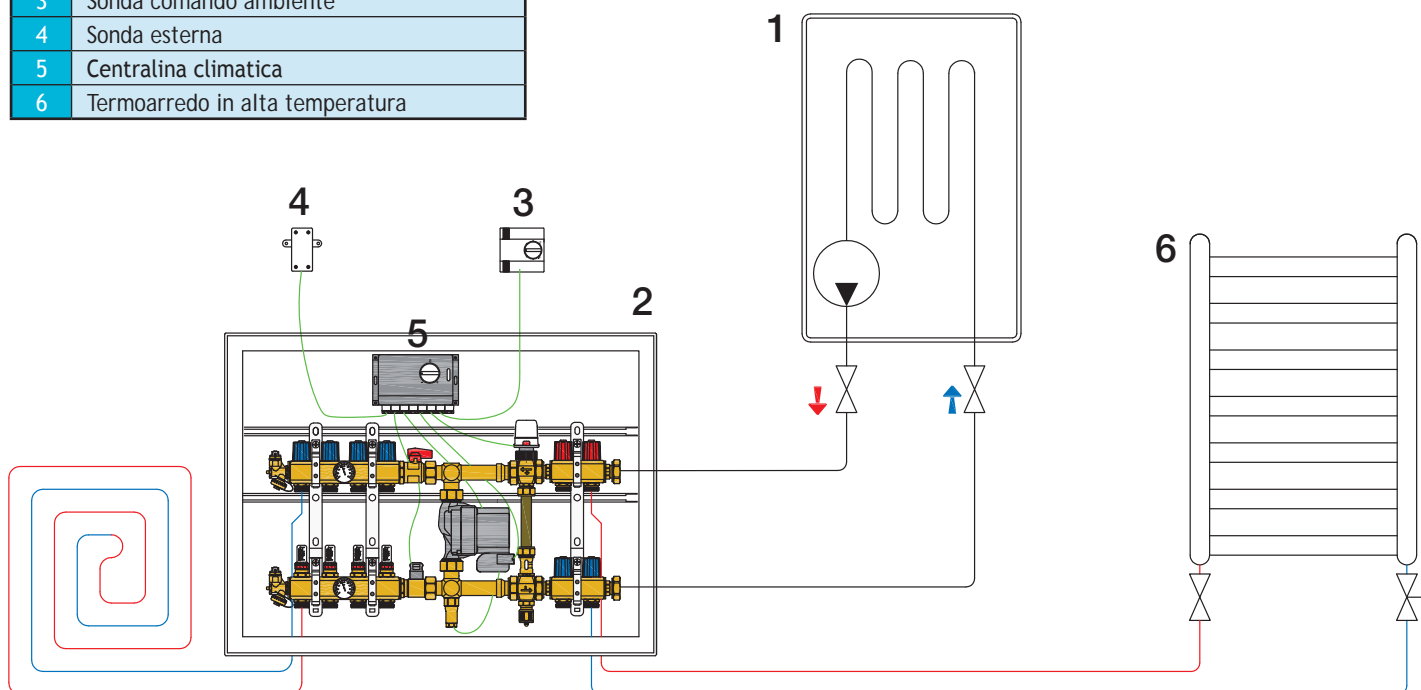 3 Sonda comando ambiente
4 Sonda esterna
5 Centralina climatica
6 Termoarredo in alta temperatura
1
4
3
6
2
5